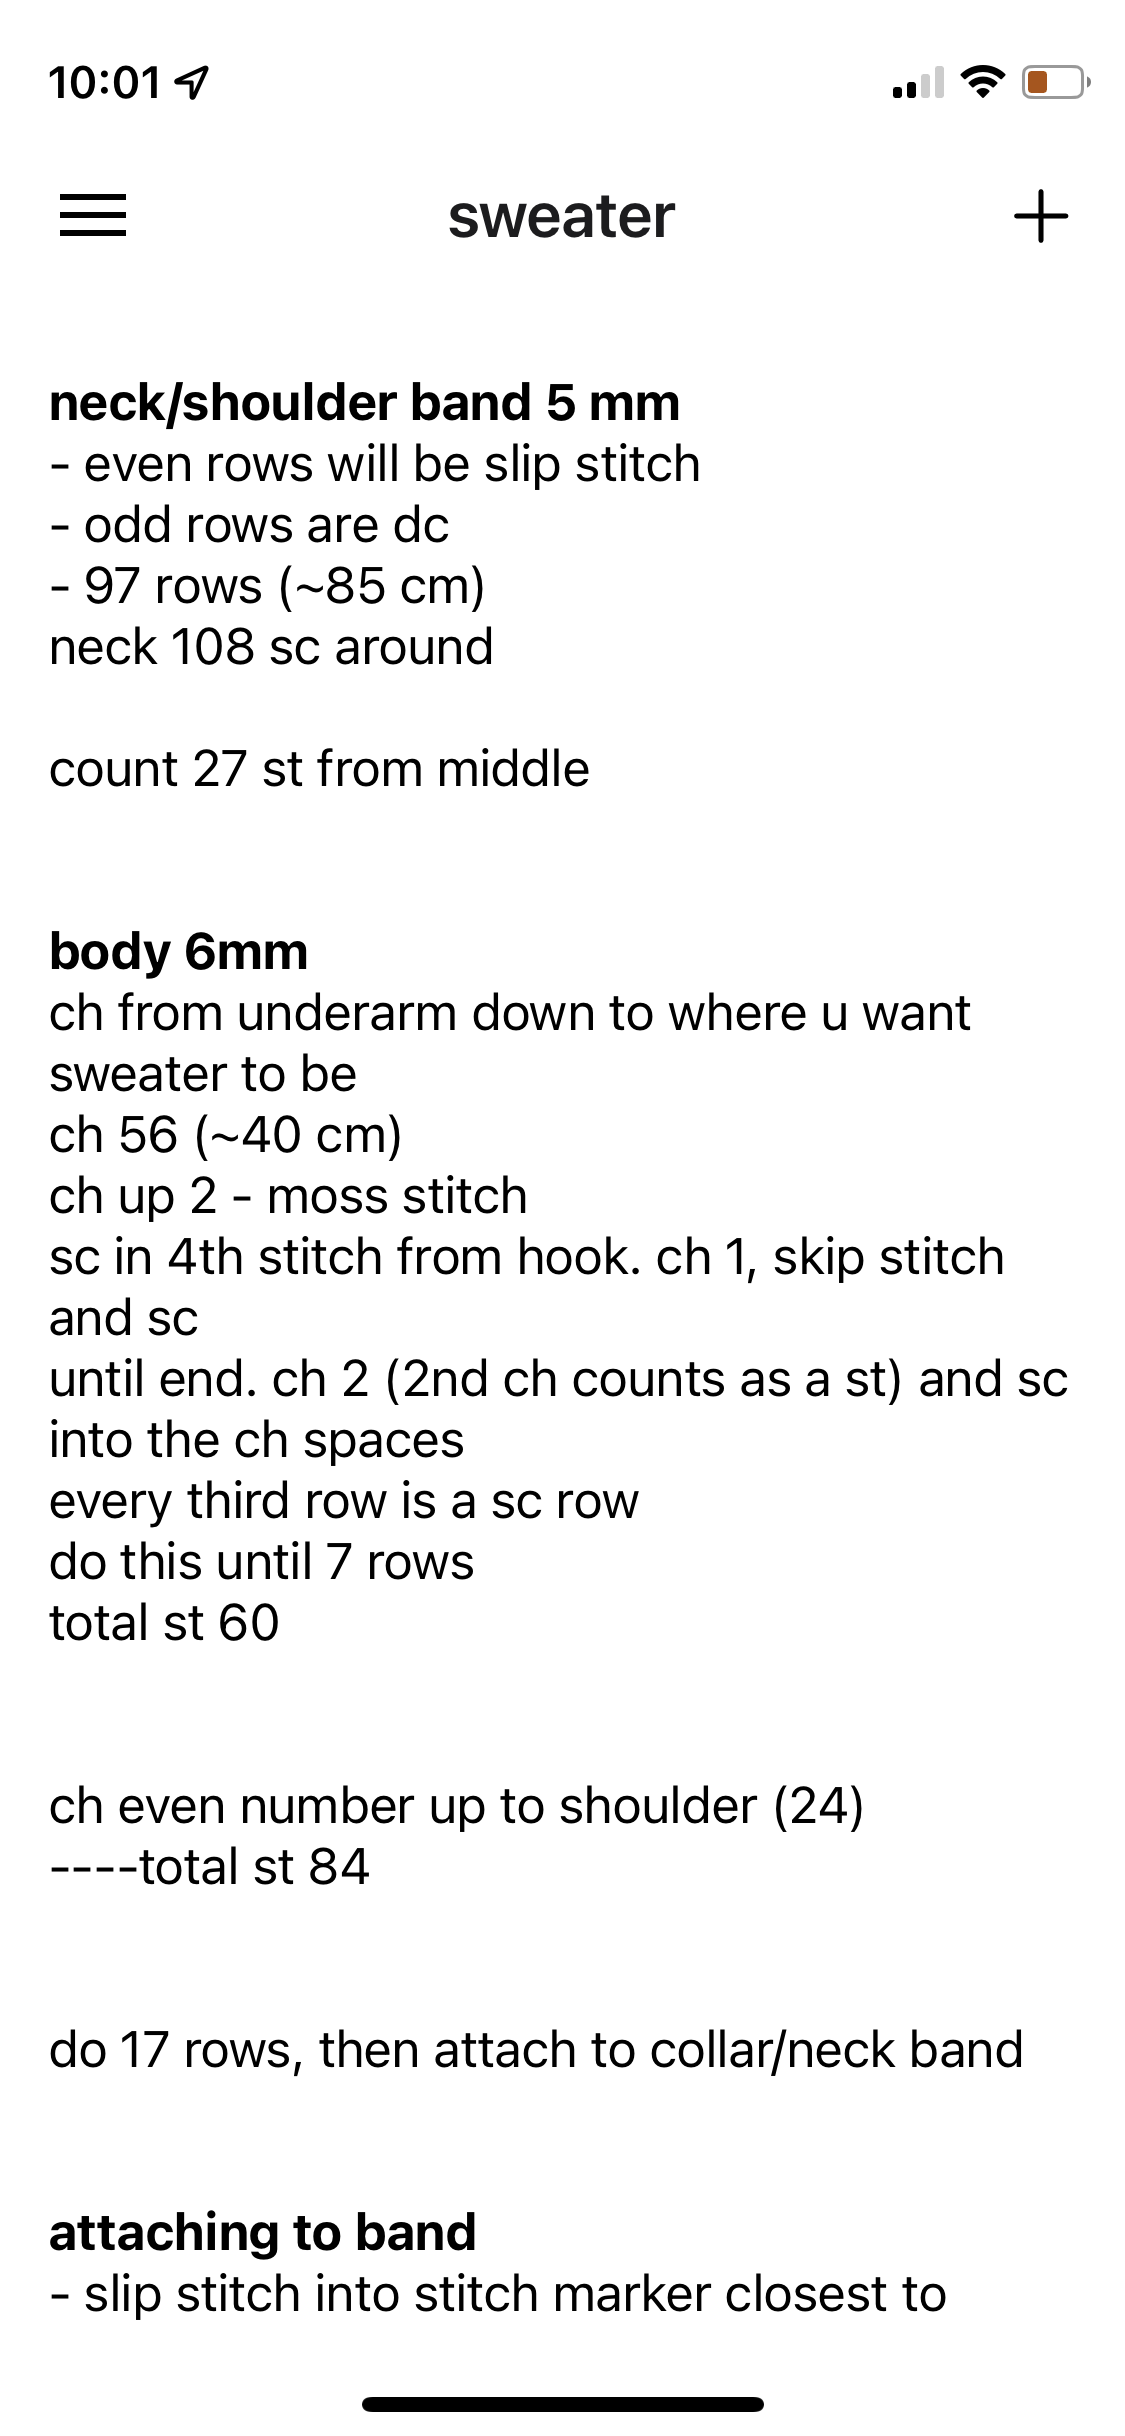 10:01
sweater
neck/shoulder band 5 mm
- even rows will be slip stitch
- odd rows are dc
- 97 rows (~85 cm)
neck 108 sc around
count 27 st from middle
body 6mm
ch from underarm down to where u want
sweater to be
ch 56 (~40 cm)
ch up 2 - moss stitch
sc in 4th stitch from hook. ch 1, skip stitch
and sc
until end. ch 2 (2nd ch counts as a st) and sc
into the ch spaces
every third row is a sc row
do this until 7 rows
total st 60
ch even number up to shoulder (24)
----total st 84
do 17 rows, then attach to collar/neck band
attaching to band
- slip stitch into stitch marker closest to